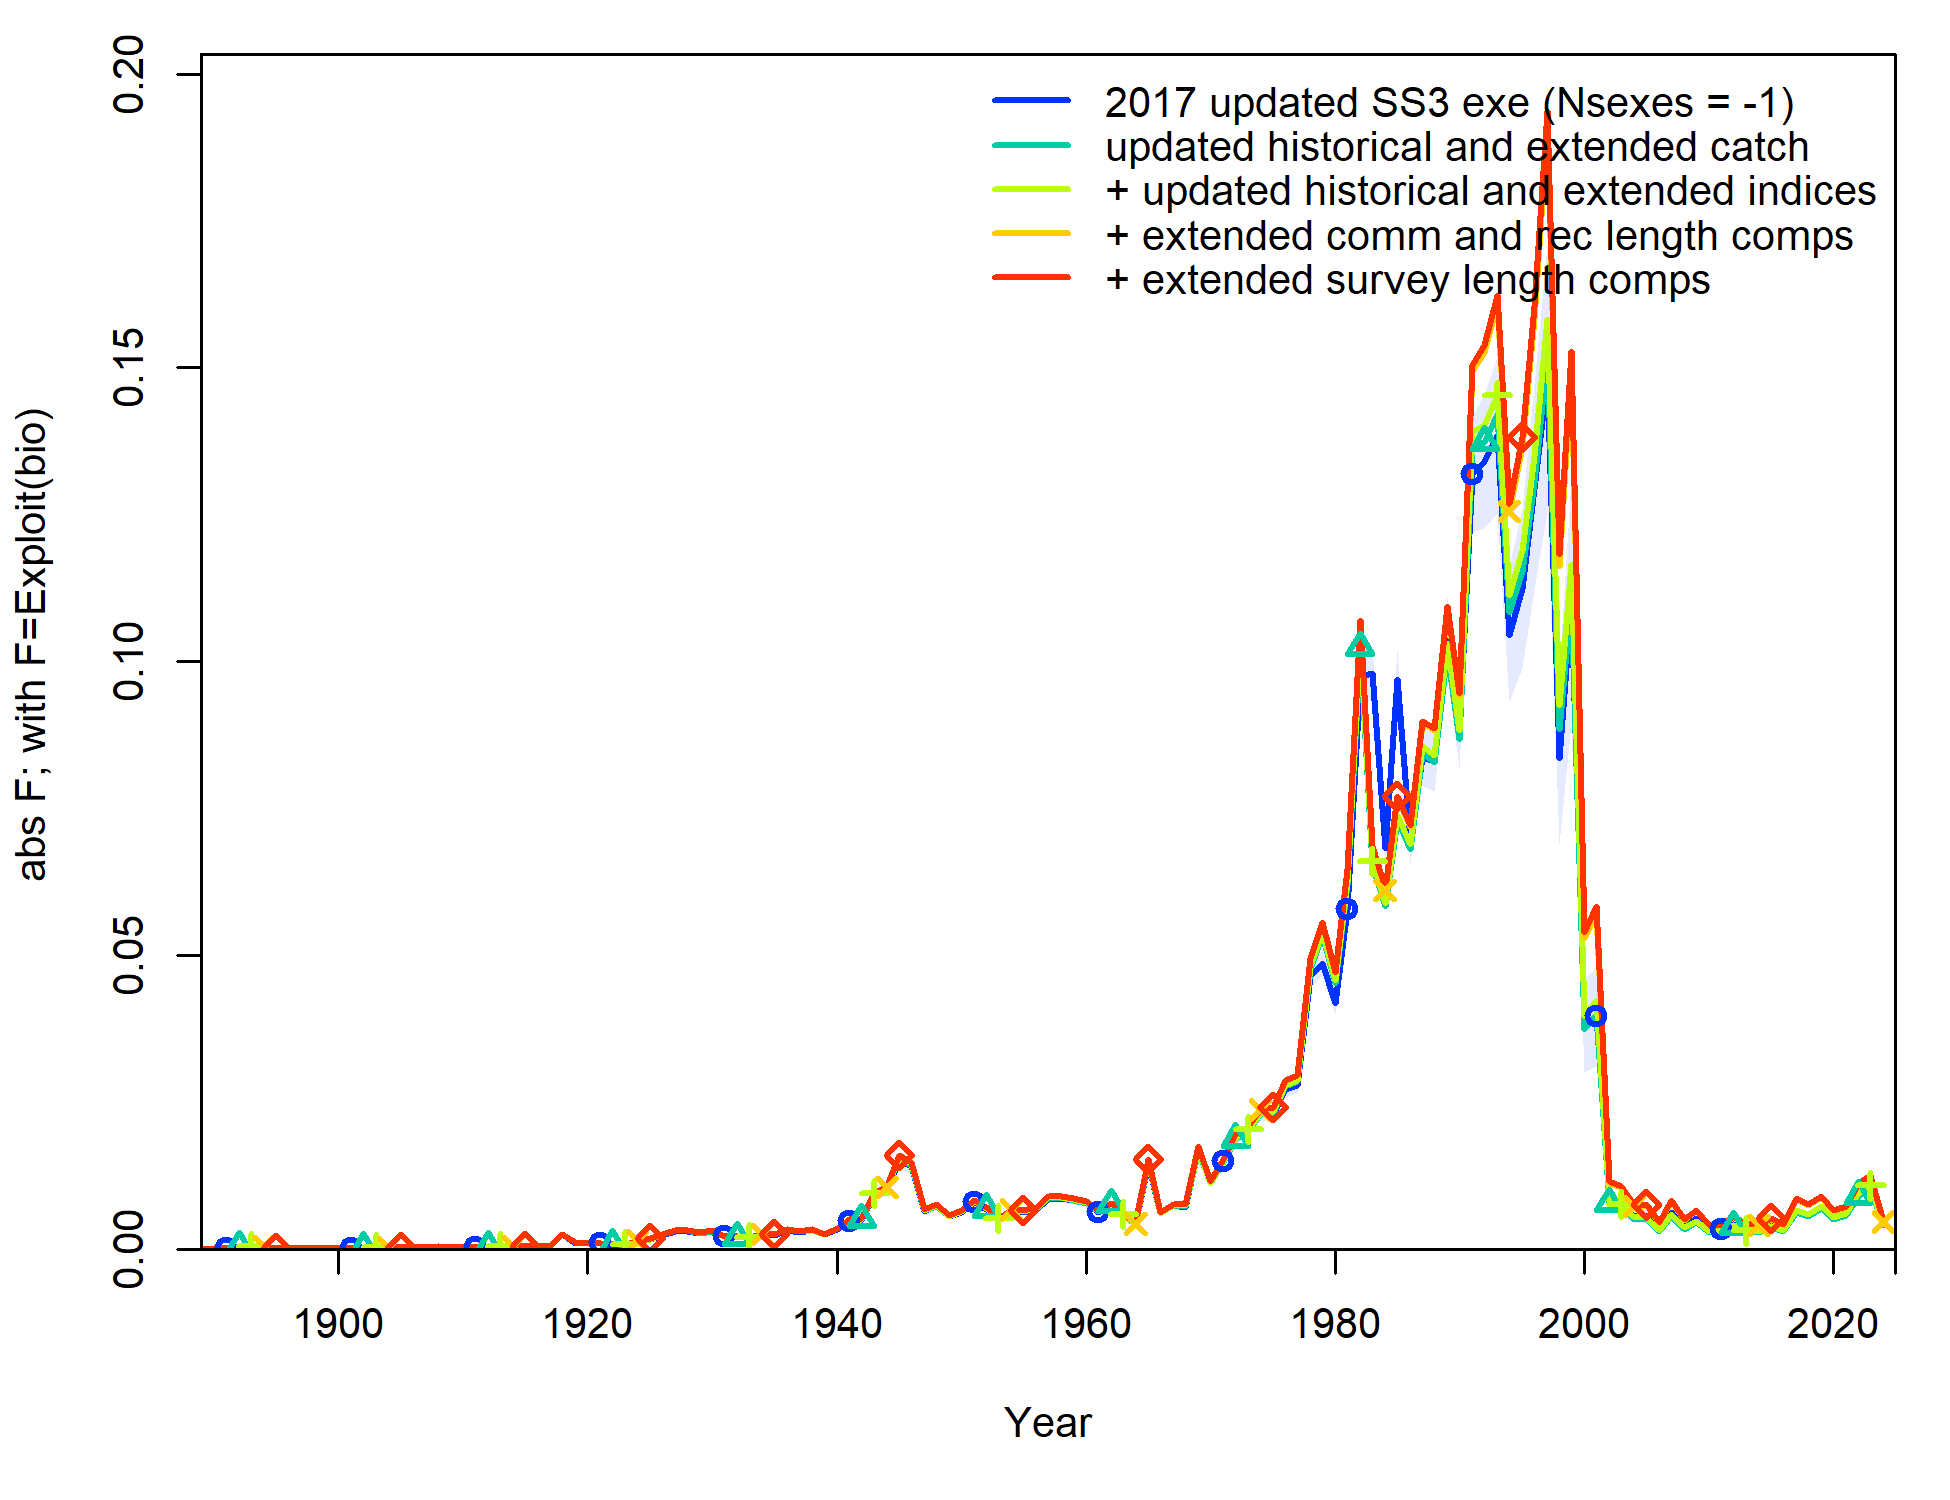 2017 updated SS3 exe (Nsexes = -1)
updated historical and extended catch
+ updated historical and extended indices
+ extended comm and rec length comps
+ extended survey length comps
abs F; with F=Exploit(bio)
0.20
0.15
0.10
0.05
0.00
1900 1920 1940 1960 1980 2000 2020
Year